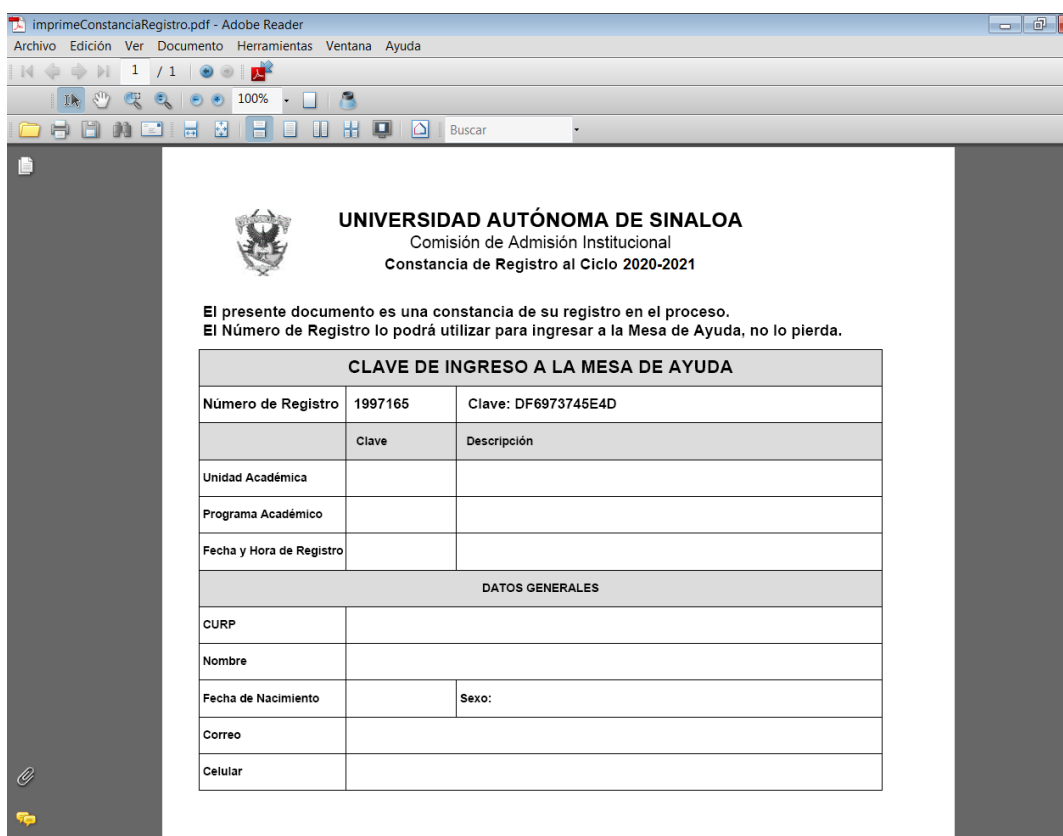 imprimeConstanciaRegistro.pdf - Adobe Reader
Archivo Edición Ver Documento Herramientas Ventana Ayuda
1 / 1
100%
Buscar
UNIVERSIDAD AUTÓNOMA DE SINALOA
Comisión de Admisión Institucional
Constancia de Registro al Ciclo 2020-2021
El presente documento es una constancia de su registro en el proceso.
El Número de Registro lo podrá utilizar para ingresar a la Mesa de Ayuda, no lo pierda.
CLAVE DE INGRESO A LA MESA DE AYUDA
Número de Registro 1997165 Clave: DF6973745E4D
Clave Descripción
Unidad Académica
Programa Académico
Fecha y Hora de Registro
DATOS GENERALES
CURP
Nombre
Fecha de Nacimiento Sexo:
Correo
Celular